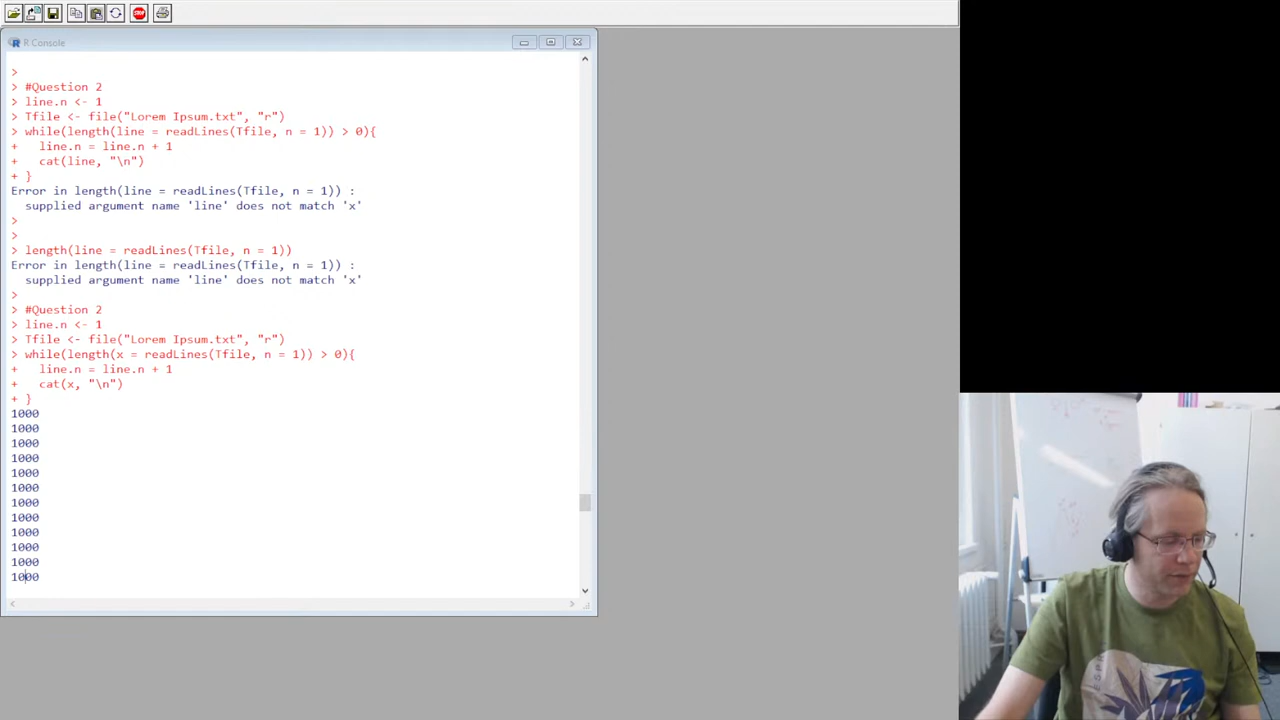 R Console
>
> #Question 2
> line.n <- 1
> Tfile <- file("Lorem Ipsum.txt", "r")
> while(length(line = readLines(Tfile, n = 1)) > 0){
+   line.n = line.n + 1
+   cat(line, "\n")
+ }
Error in length(line = readLines(Tfile, n = 1)) :
  supplied argument name 'line' does not match 'x'
>
>
> length(line = readLines(Tfile, n = 1))
Error in length(line = readLines(Tfile, n = 1)) :
  supplied argument name 'line' does not match 'x'
>
> #Question 2
> line.n <- 1
> Tfile <- file("Lorem Ipsum.txt", "r")
> while(length(x = readLines(Tfile, n = 1)) > 0){
+   line.n = line.n + 1
+   cat(x, "\n")
+ }
1000
1000
1000
1000
1000
1000
1000
1000
1000
1000
1000
1000
STOP